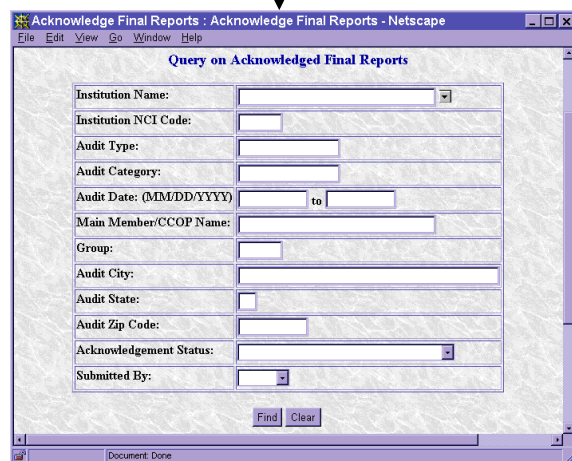 Acknowledge Final Reports : Acknowledge Final Reports - Netscape
File Edit View Go Window Help
Query on Acknowledged Final Reports
Institution Name:
Institution NCI Code:
Audit Type:
Audit Category:
Audit Date: (MM/DD/YYYY) to
Main Member/CCOP Name:
Group:
Audit City:
Audit State:
Audit Zip Code:
Acknowledgement Status:
Submitted By:
Find Clear
Document: Done